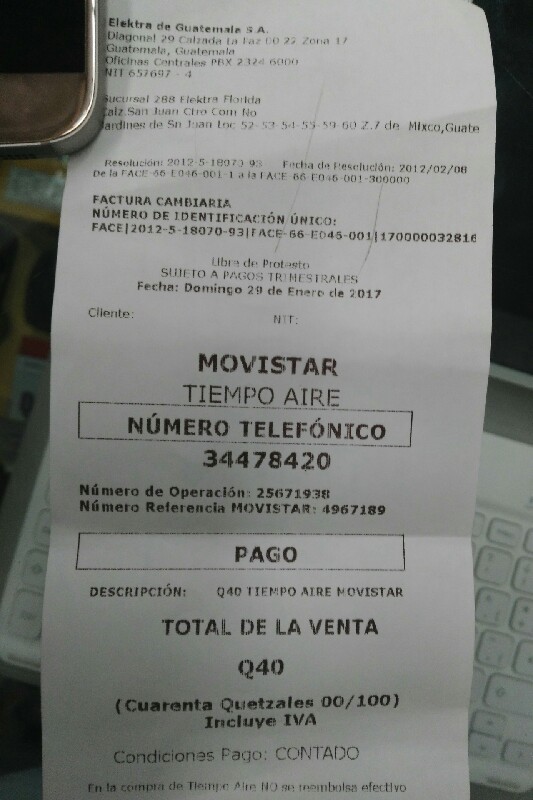 Elektra de Guatemala S.A.
Diagonal 29 Calzada La Paz 00 22 Zona 17
Guatemala, Guatemala
Oficinas Centrales PBX 2324 6000
NIT 657697 - 4
Sucursal 288 Elektra Florida
Calz.San Juan Ctro Com No
Jardines de Sn Juan Loc 52-53-54-55-59-60 Z.7 de Mixco,Guate
Resolución: 2012-5-18070-93 Fecha de Resolución: 2012/02/08
De la FACE-66-E046-001-1 a la FACE-66-E046-001-300000
FACTURA CAMBIARIA
NÚMERO DE IDENTIFICACIÓN ÚNICO:
FACE|2012-5-18070-93|FACE-66-E046-001|170000032816
Libre de Protesto
SUJETO A PAGOS TRIMESTRALES
Fecha: Domingo 29 de Enero de 2017
Cliente: NIT:
MOVISTAR
TIEMPO AIRE
NÚMERO TELEFÓNICO
34478420
Número de Operación: 25671938
Número Referencia MOVISTAR: 4967189
PAGO
DESCRIPCIÓN: Q40 TIEMPO AIRE MOVISTAR
TOTAL DE LA VENTA
Q40
(Cuarenta Quetzales 00/100)
Incluye IVA
Condiciones Pago: CONTADO
En la compra de Tiempo Aire NO se reembolsa efectivo